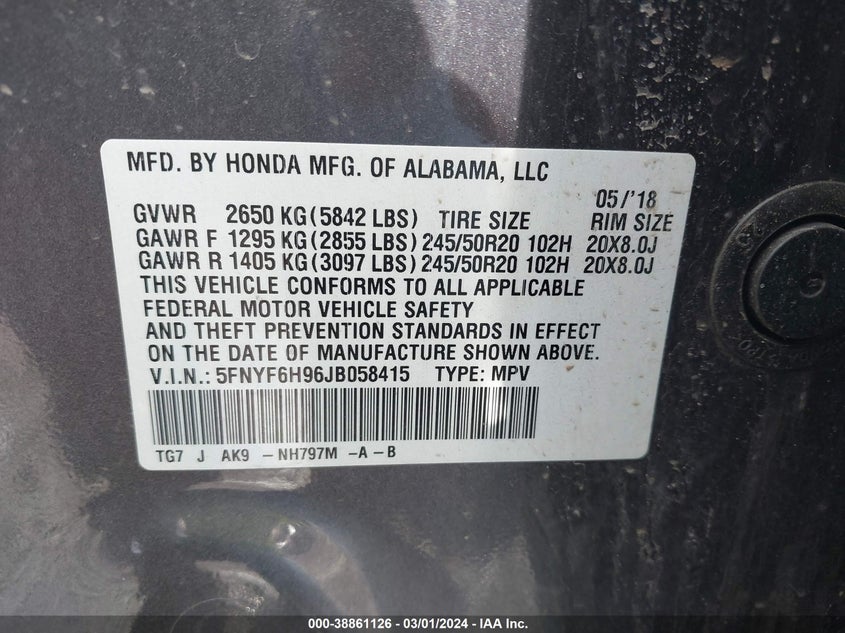 MFD. BY HONDA MFG. OF ALABAMA, LLC
05/'18
GVWR 2650 KG(5842 LBS) TIRE SIZE RIM SIZE
GAWR F 1295 KG(2855 LBS) 245/50R20 102H 20X8.0J
GAWR R 1405 KG(3097 LBS) 245/50R20 102H 20X8.0J
THIS VEHICLE CONFORMS TO ALL APPLICABLE
FEDERAL MOTOR VEHICLE SAFETY
AND THEFT PREVENTION STANDARDS IN EFFECT
ON THE DATE OF MANUFACTURE SHOWN ABOVE.
V.I.N.: 5FNYF6H96JB058415 TYPE: MPV
TG7 J AK9 -NH797M -A-B
000-38861126 - 03/01/2024 - IAA Inc.